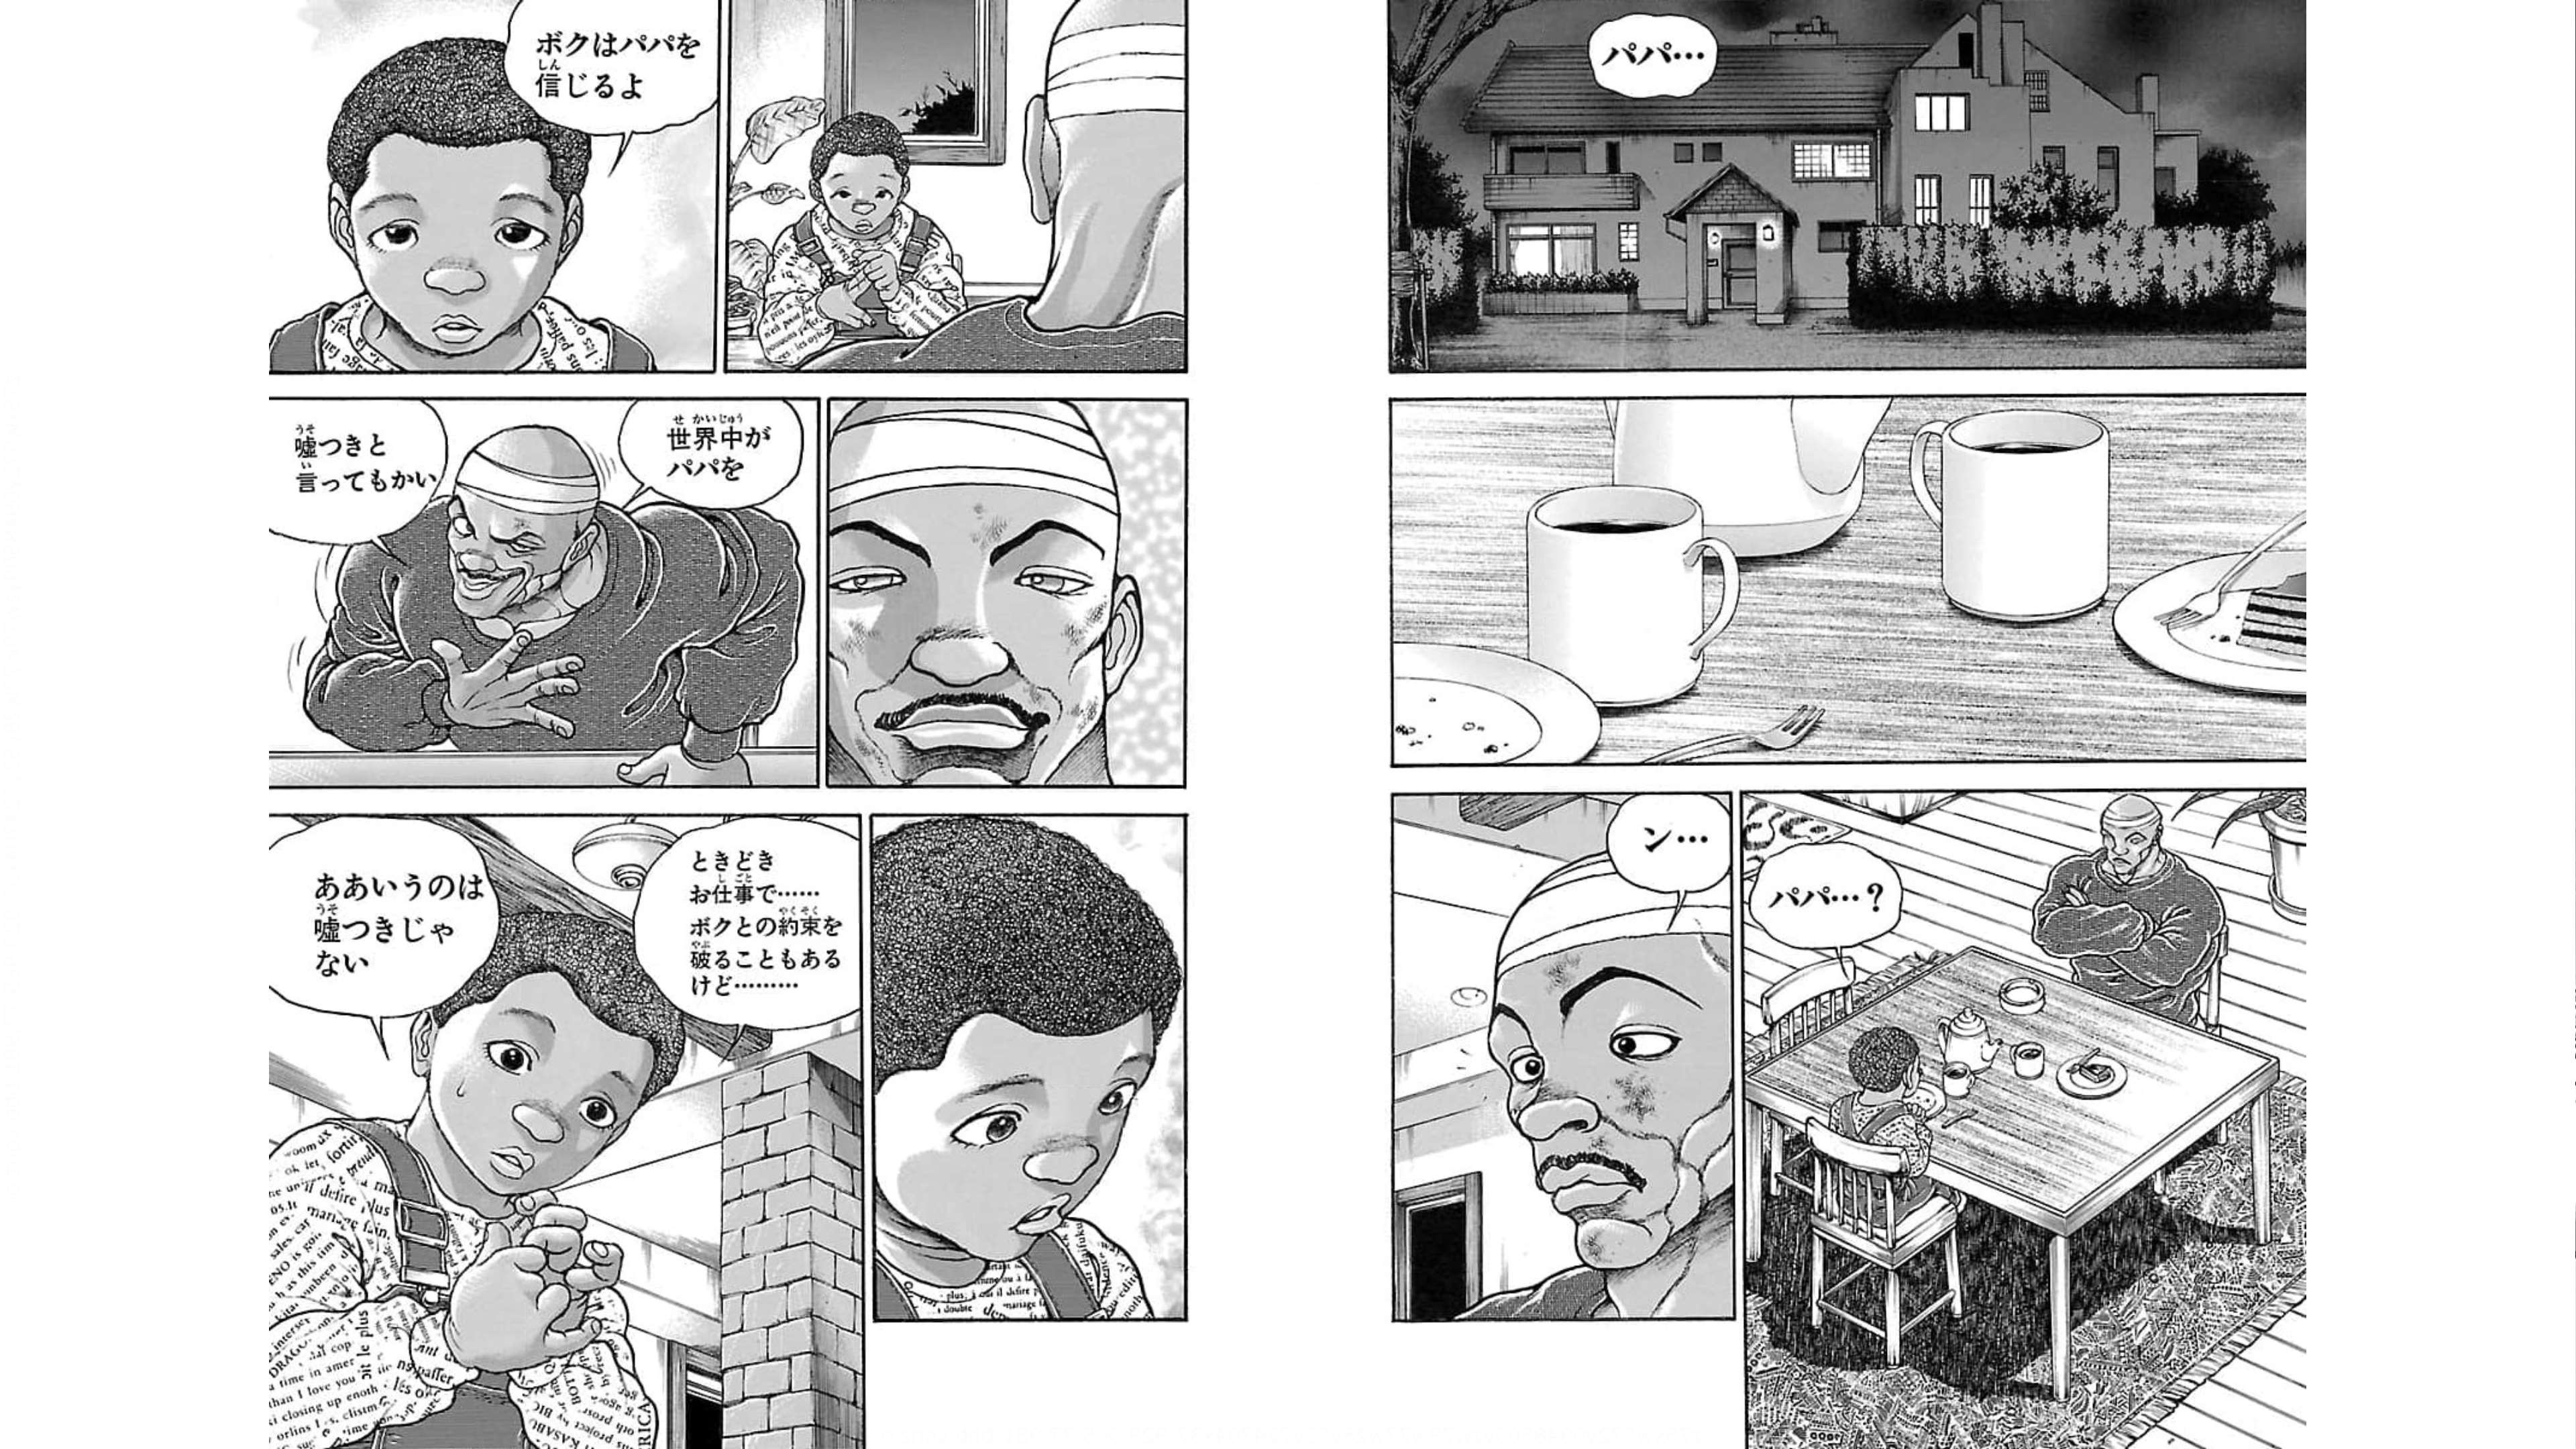 パパ…
パパ…？
ン…
ボクはパパを
信じるよ
世界中が
パパを
嘘つきと
言ってもかい
ときどき
お仕事で……
ボクとの約束を
破ることもある
けど………
ああいうのは
嘘つきじゃ
ない